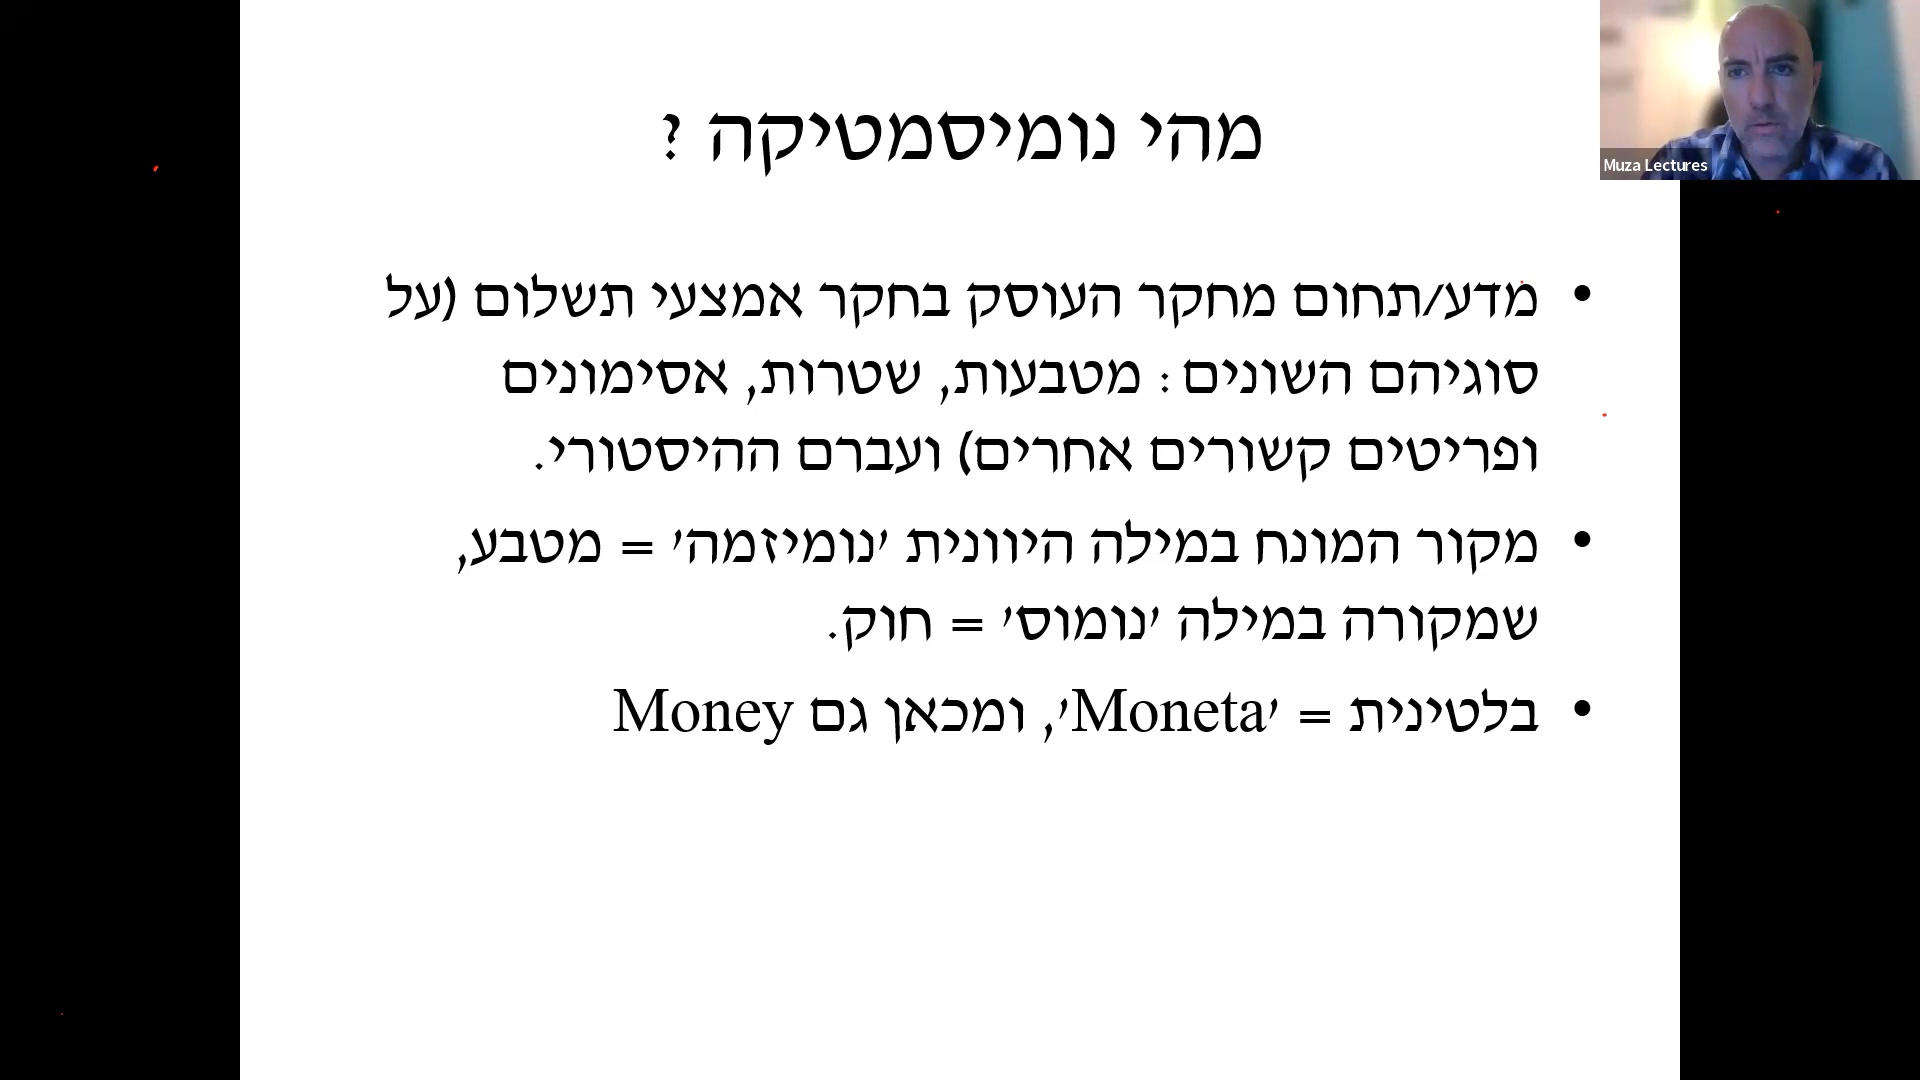 מהי נומיסמטיקה ?
• מדע/תחום מחקר העוסק בחקר אמצעי תשלום (על
סוגיהם השונים : מטבעות, שטרות, אסימונים
ופריטים קשורים אחרים) ועברם ההיסטורי.
• מקור המונח במילה היוונית 'נומיזמה' = מטבע,
שמקורה במילה 'נומוס' = חוק.
• בלטינית = 'Moneta', ומכאן גם Money
Muza Lectures